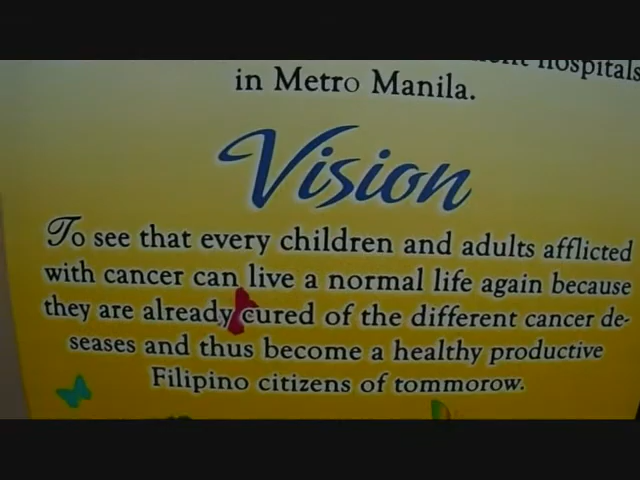 hospitals
in Metro Manila.
Vision
To see that every children and adults afflicted
with cancer can live a normal life again because
they are already cured of the different cancer de-
seases and thus become a healthy productive
Filipino citizens of tommorow.